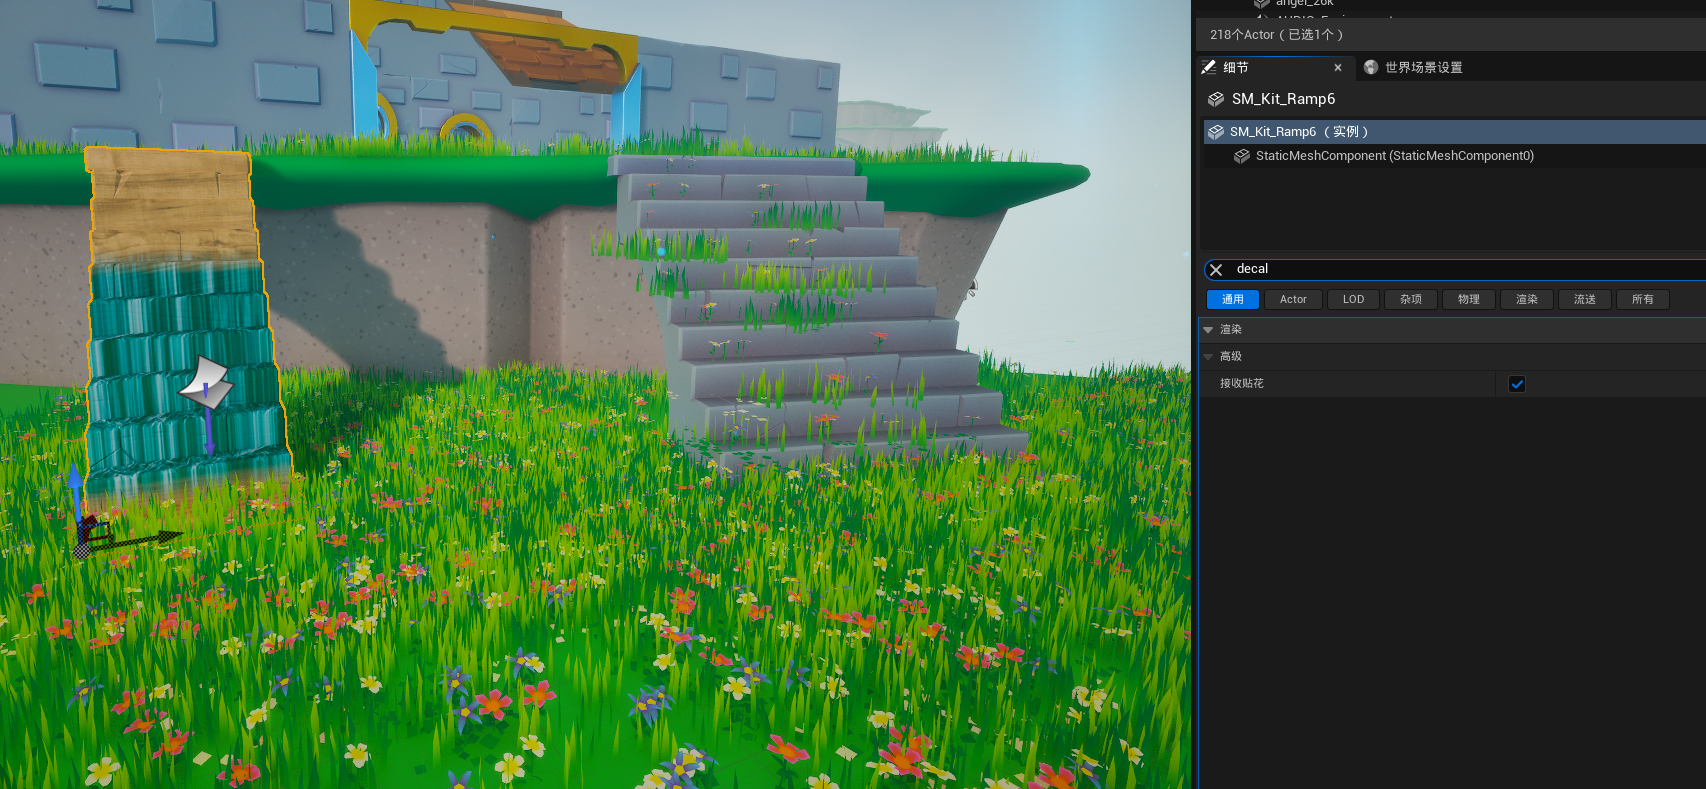 angel_26k
218个Actor（已选1个）
细节
世界场景设置
SM_Kit_Ramp6
SM_Kit_Ramp6 （实例）
StaticMeshComponent (StaticMeshComponent0)
decal
通用 Actor LOD 杂项 物理 渲染 流送 所有
渲染
高级
接收贴花